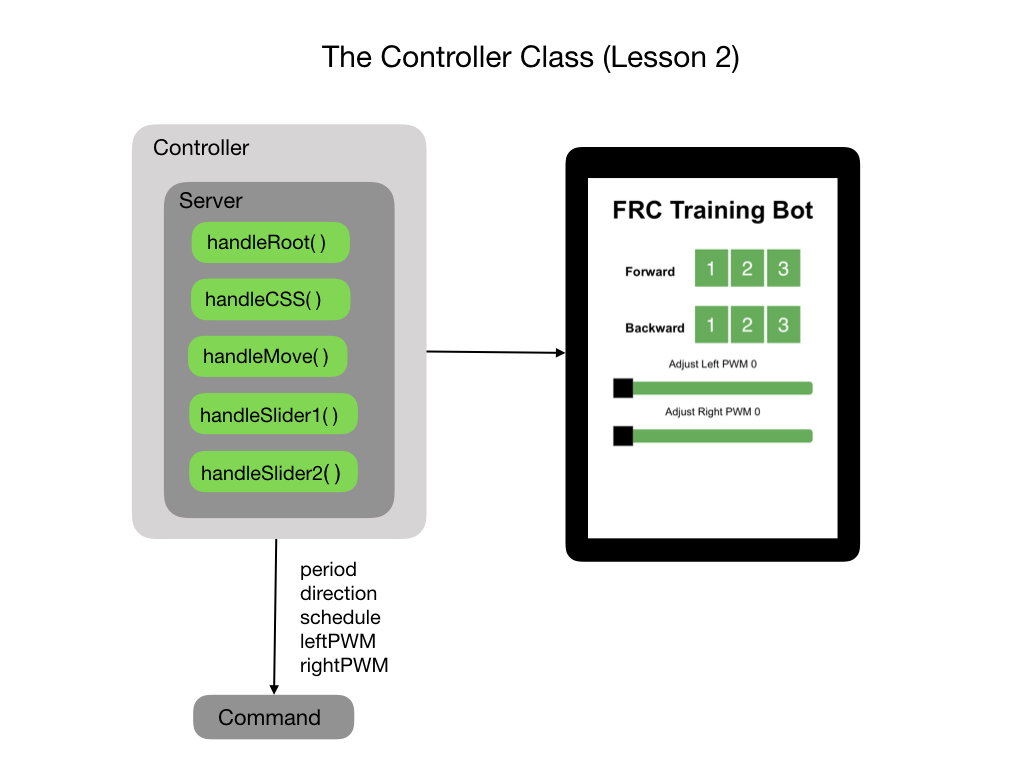 The Controller Class (Lesson 2)
Controller
Server
handleRoot( )
handleCSS( )
handleMove( )
handleSlider1( )
handleSlider2( )
period
direction
schedule
leftPWM
rightPWM
Command
FRC Training Bot
Forward 1 2 3
Backward 1 2 3
Adjust Left PWM 0
Adjust Right PWM 0